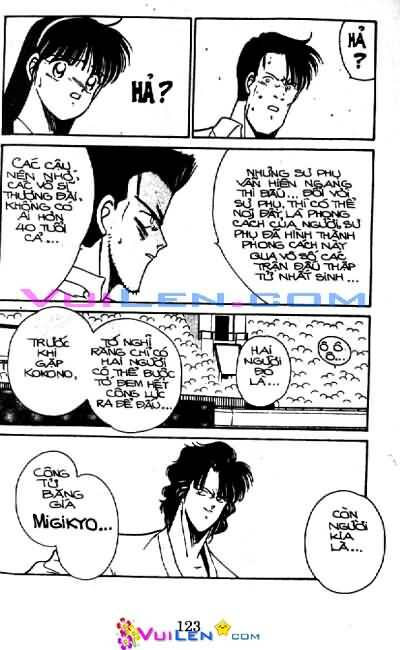 HẢ?
HẢ
?
CÁC CẬU
NÊN NHỚ,
CÁC VÕ SĨ
THƯỢNG ĐÀI,
KHÔNG CÓ
AI HƠN
40 TUỔI
CẢ....
NHƯNG SƯ PHỤ
VẪN HIÊN NGANG
THI ĐẤU... ĐỐI VỚI
SƯ PHỤ, THÌ CÓ THỂ
NÓI ĐẤY, LÀ PHONG
CÁCH CỦA NGƯỜI, SƯ
PHỤ ĐÃ HÌNH THÀNH
PHONG CÁCH NÀY
QUA VÔ SỐ CÁC
TRẬN ĐẤU THẬP
TỬ NHẤT SINH...
VUILEN.COM
TRƯỚC
KHI
GẶP
KOKONO,
TỚ NGHĨ
RẰNG CHỈ CÓ
HAI NGƯỜI
CÓ THỂ BUỘC
TỚ ĐEM HẾT
CÔNG LỰC
RA ĐỂ ĐẤU...
HAI
NGƯỜI
ĐÓ
LÀ...
CÔNG
TỬ
BĂNG
GIÁ
MIGIKYO...
CÒN
NGƯỜI
KIA
LÀ...
123
VUILEN.COM